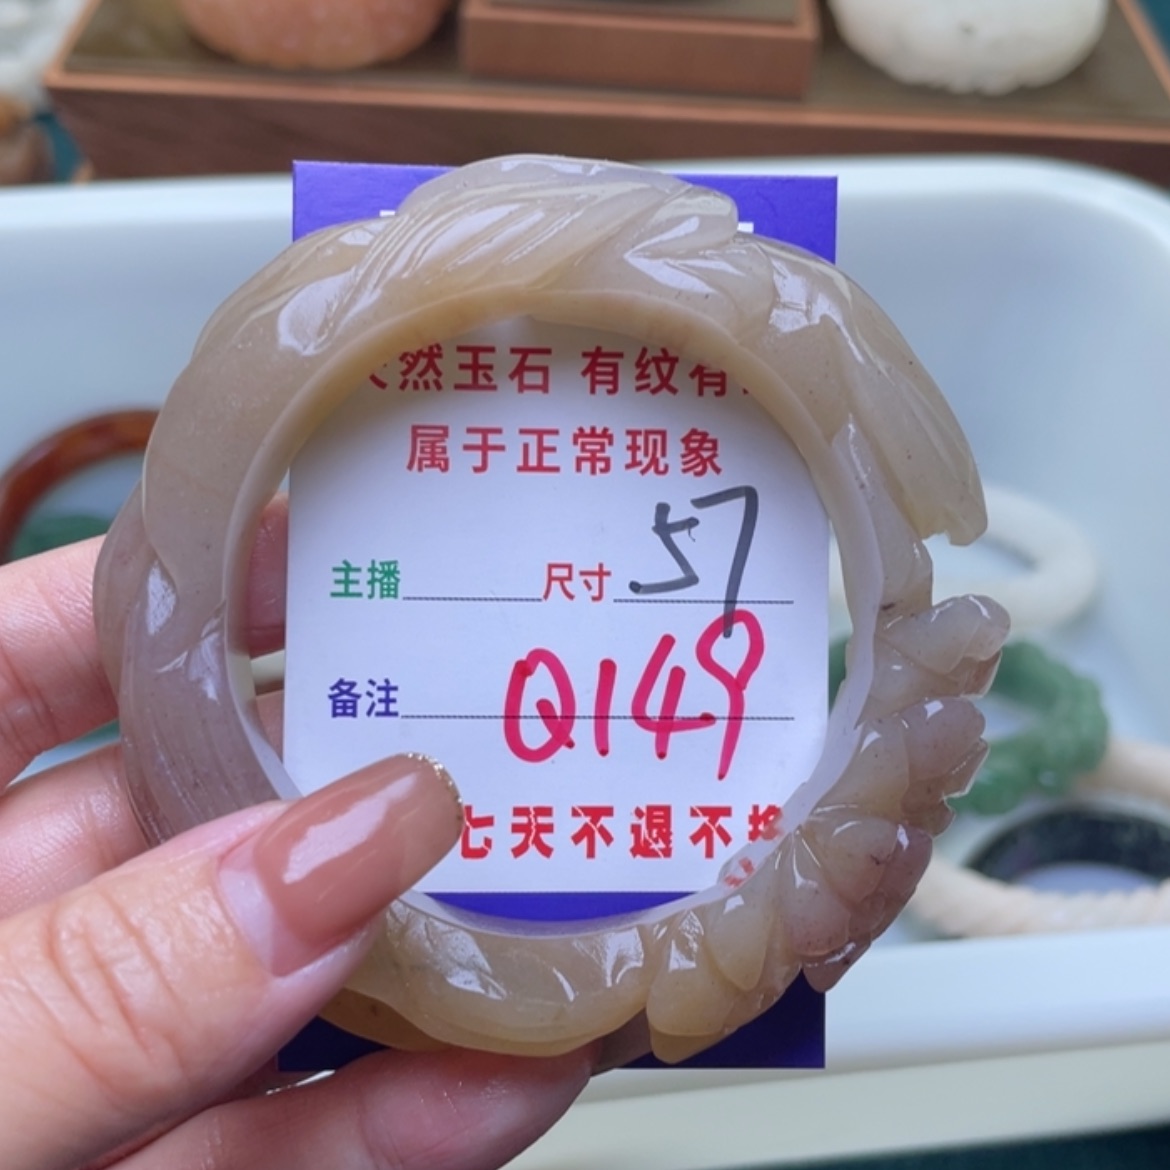 然玉石 有纹有
属于正常现象
主播 尺寸 57
备注 Q149
七天不退不换